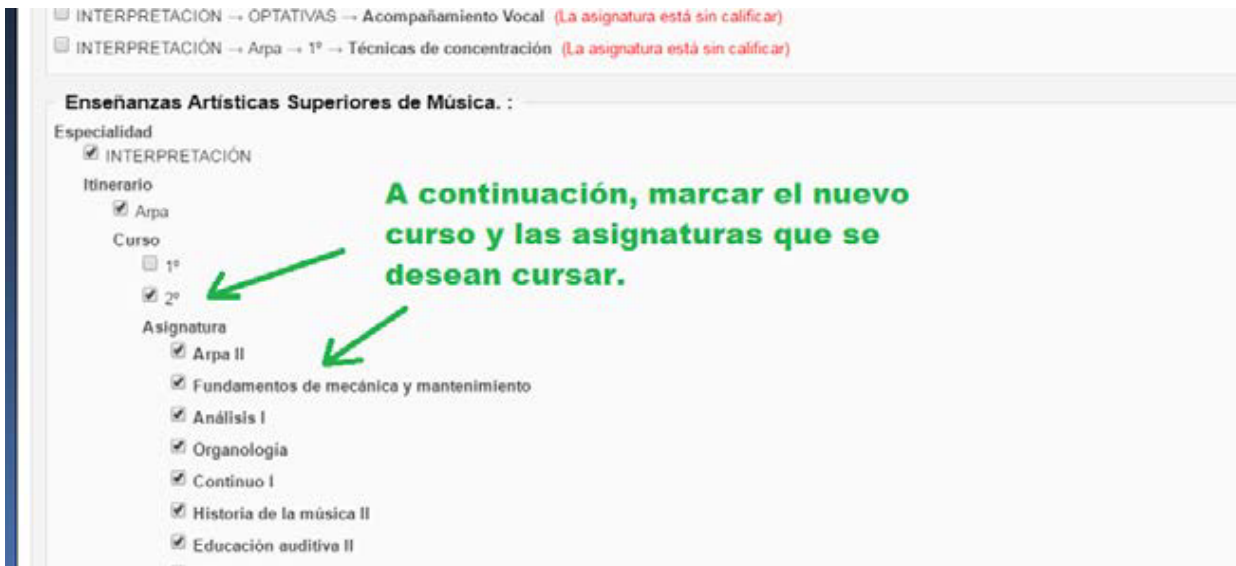 INTERPRETACIÓN → OPTATIVAS → Acompañamiento Vocal (La asignatura está sin calificar)
INTERPRETACIÓN → Arpa → 1º → Técnicas de concentración (La asignatura está sin calificar)
Enseñanzas Artísticas Superiores de Música. :
Especialidad
INTERPRETACIÓN
Itinerario
Arpa
Curso
1º
2º
A continuación, marcar el nuevo
curso y las asignaturas que se
desean cursar.
Asignatura
Arpa II
Fundamentos de mecánica y mantenimiento
Análisis I
Organología
Continuo I
Historia de la música II
Educación auditiva II